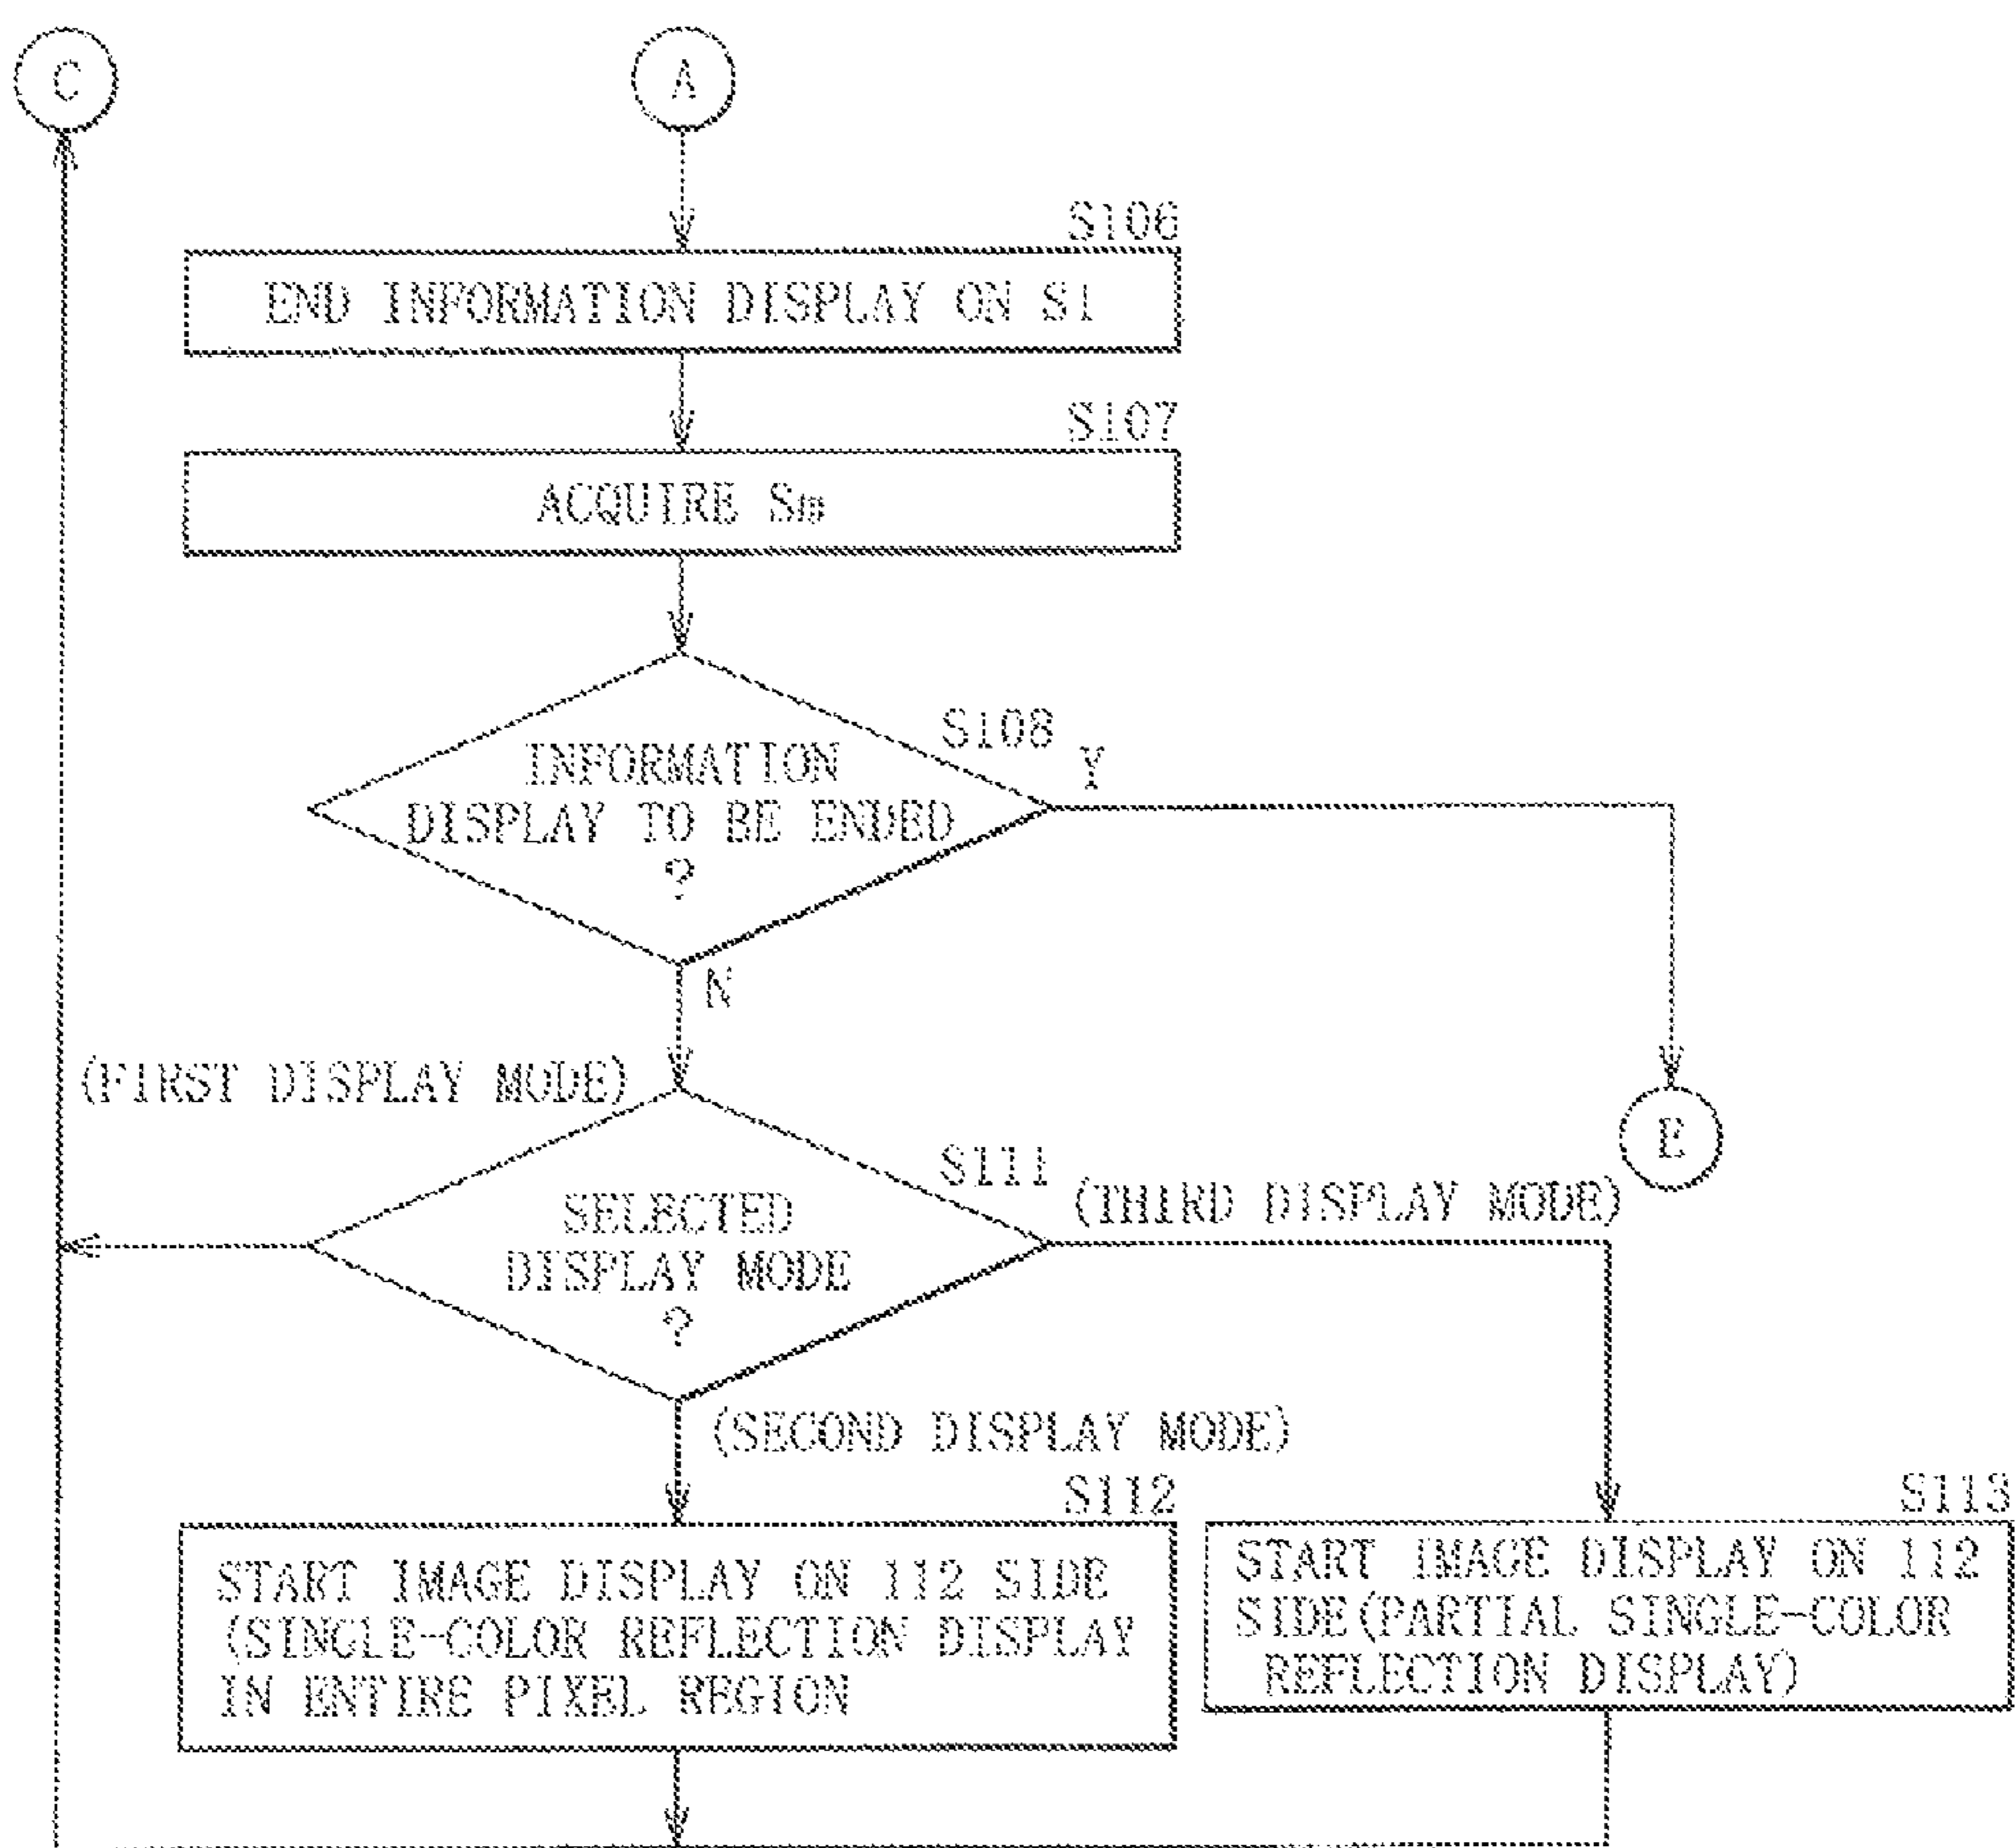 C
A
S106
END INFORMATION DISPLAY ON S1
S107
ACQUIRE Sm
S108
INFORMATION
DISPLAY TO BE ENDED
?
Y
N
E
(FIRST DISPLAY MODE)
S111
SELECTED
DISPLAY MODE
?
(THIRD DISPLAY MODE)
(SECOND DISPLAY MODE)
S112
START IMAGE DISPLAY ON 112 SIDE
(SINGLE-COLOR REFLECTION DISPLAY
IN ENTIRE PIXEL REGION
S113
START IMAGE DISPLAY ON 112
SIDE(PARTIAL SINGLE-COLOR
REFLECTION DISPLAY)